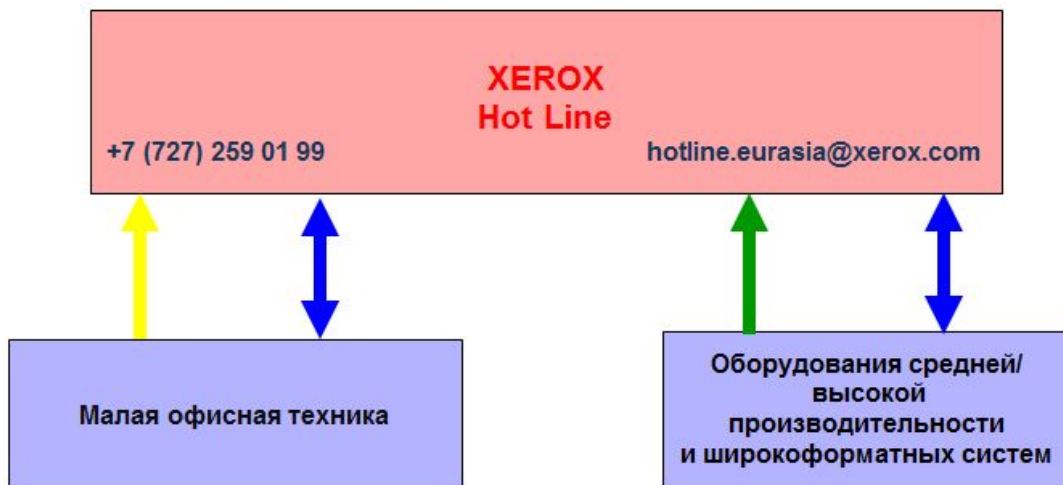 XEROX
Hot Line
+7 (727) 259 01 99
hotline.eurasia@xerox.com
Малая офисная техника
Оборудования средней/
высокой
производительности
и широкоформатных систем